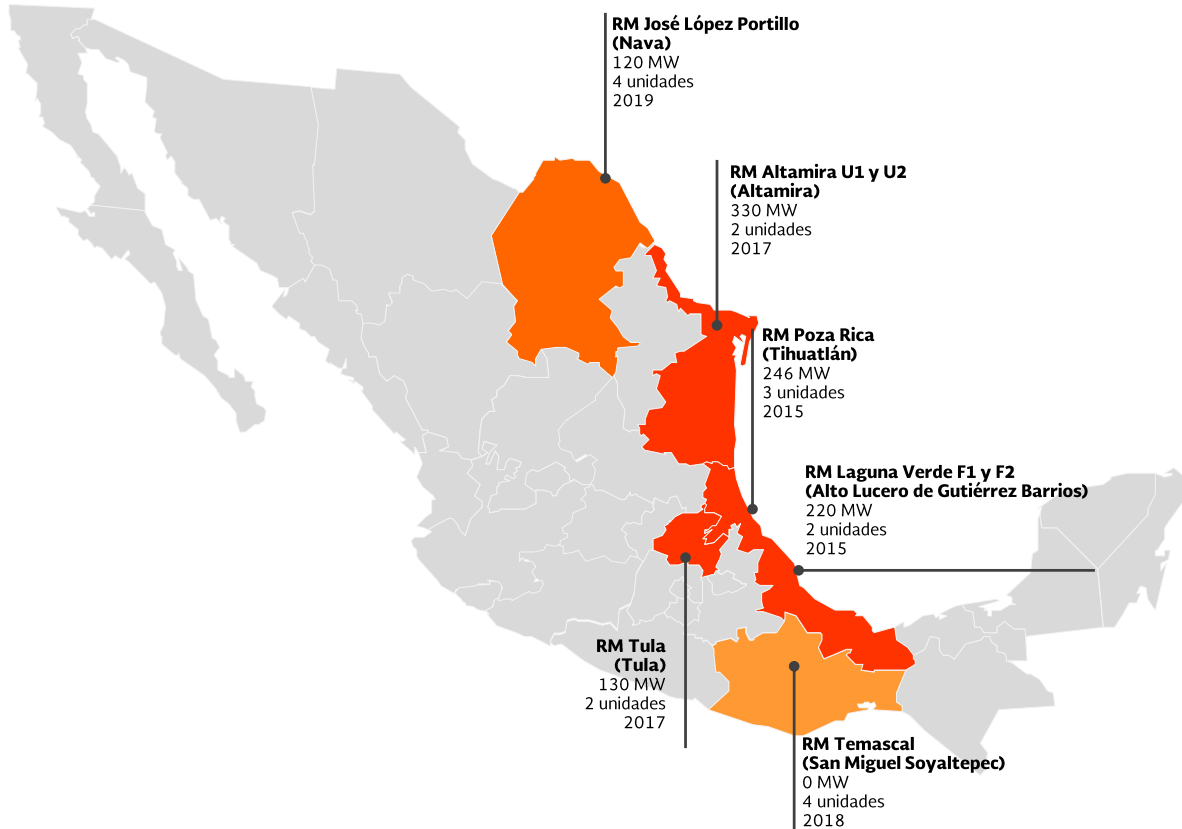 RM José López Portillo
(Nava)
120 MW
4 unidades
2019
RM Altamira U1 y U2
(Altamira)
330 MW
2 unidades
2017
RM Poza Rica
(Tihuatlán)
246 MW
3 unidades
2015
RM Laguna Verde F1 y F2
(Alto Lucero de Gutiérrez Barrios)
220 MW
2 unidades
2015
RM Tula
(Tula)
130 MW
2 unidades
2017
RM Temascal
(San Miguel Soyaltepec)
0 MW
4 unidades
2018